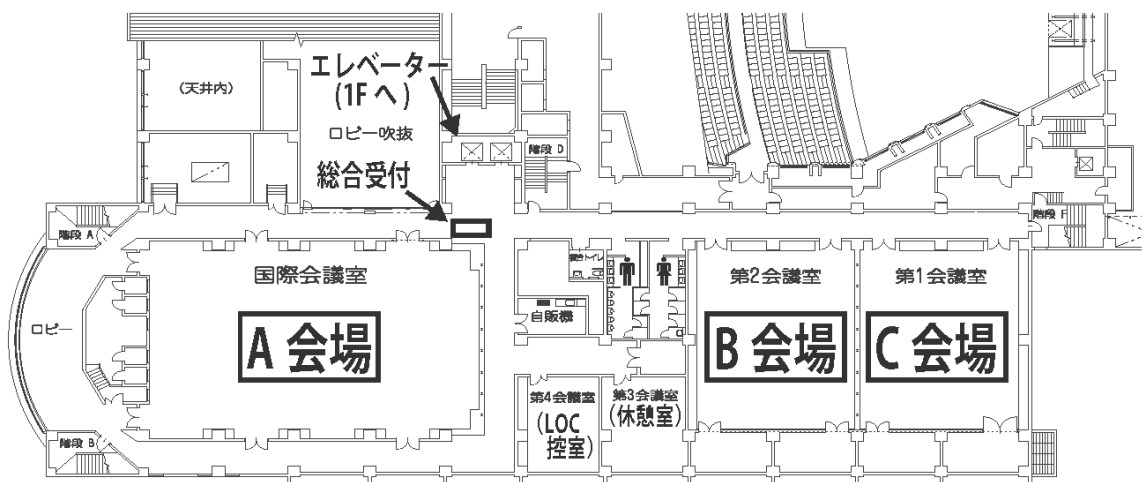 エレベーター
(1Fへ)
(天井内)
ロビー吹抜
階段 D
総合受付
階段 A
階段 F
国際会議室
A 会場
ロビー
階段 B
自販機
第2会議室
B 会場
第1会議室
C 会場
第4会議室
(LOC
控室)
第3会議室
(休憩室)